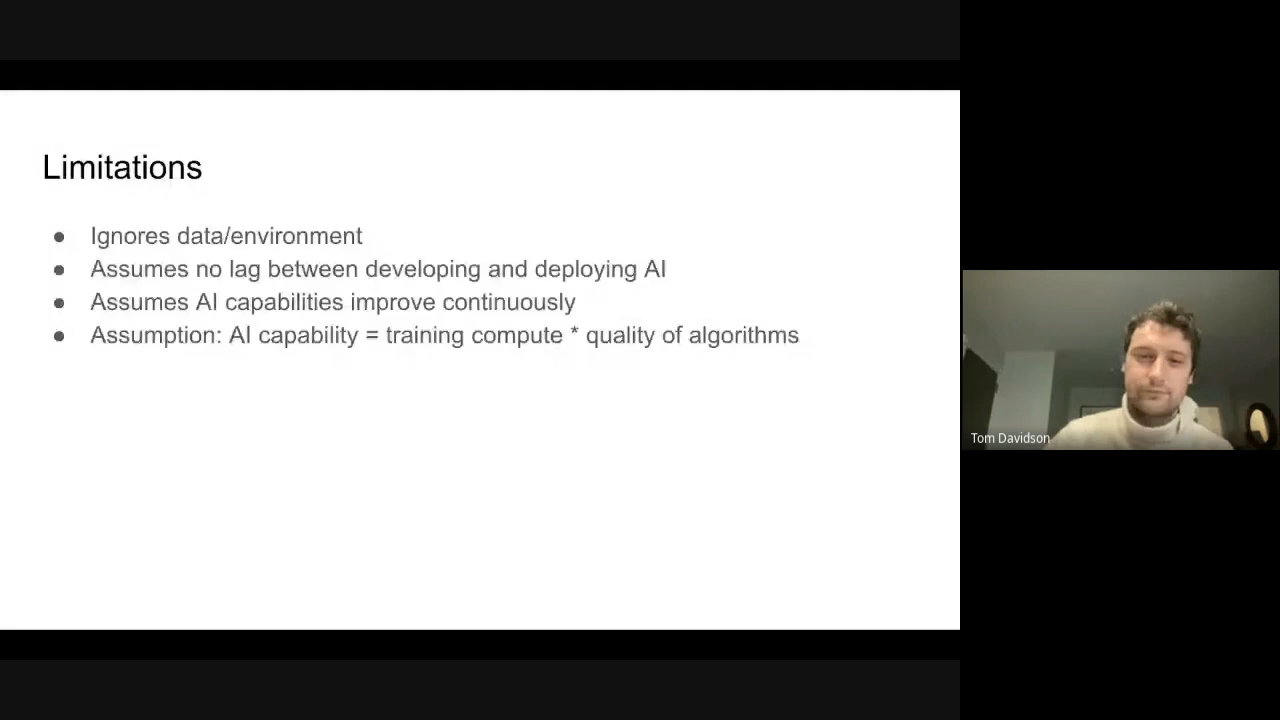 Limitations
● Ignores data/environment
● Assumes no lag between developing and deploying AI
● Assumes AI capabilities improve continuously
● Assumption: AI capability = training compute * quality of algorithms
Tom Davidson